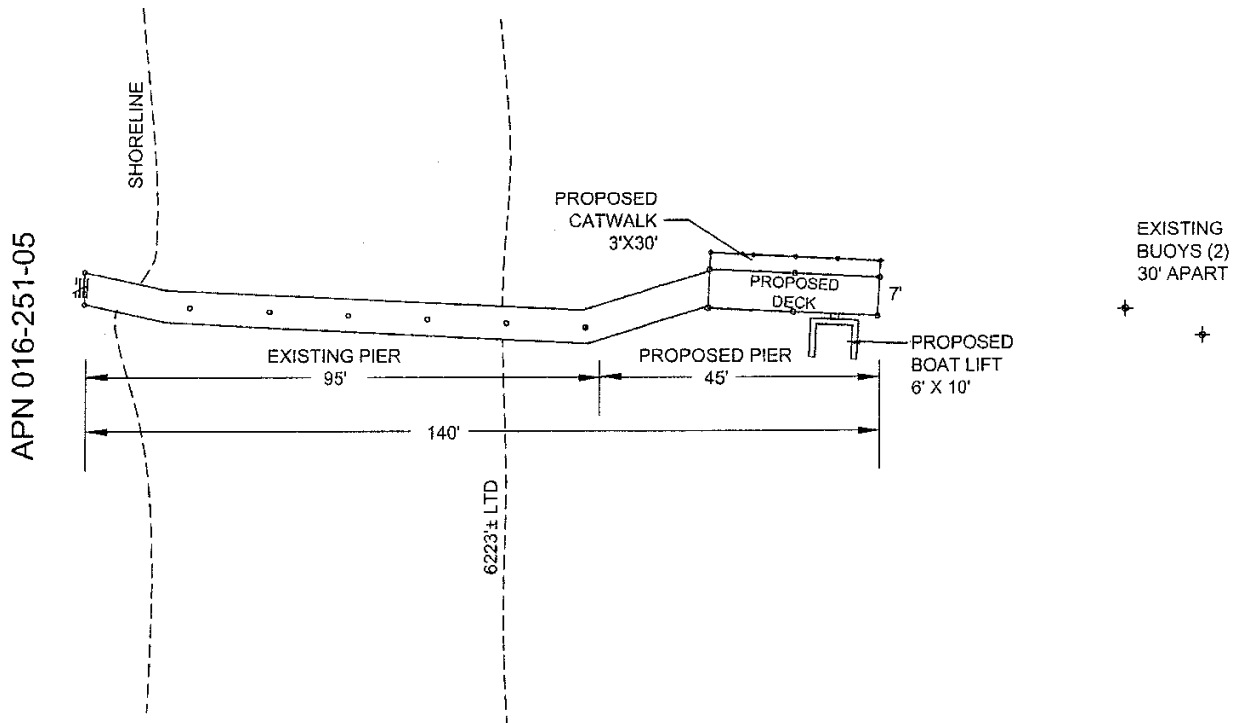 APN 016-251-05
SHORELINE
PROPOSED
CATWALK
3'X30'
PROPOSED
DECK
7'
EXISTING
BUOYS (2)
30' APART
EXISTING PIER
95'
PROPOSED PIER
45'
PROPOSED
BOAT LIFT
6' X 10'
140'
6223'± LTD